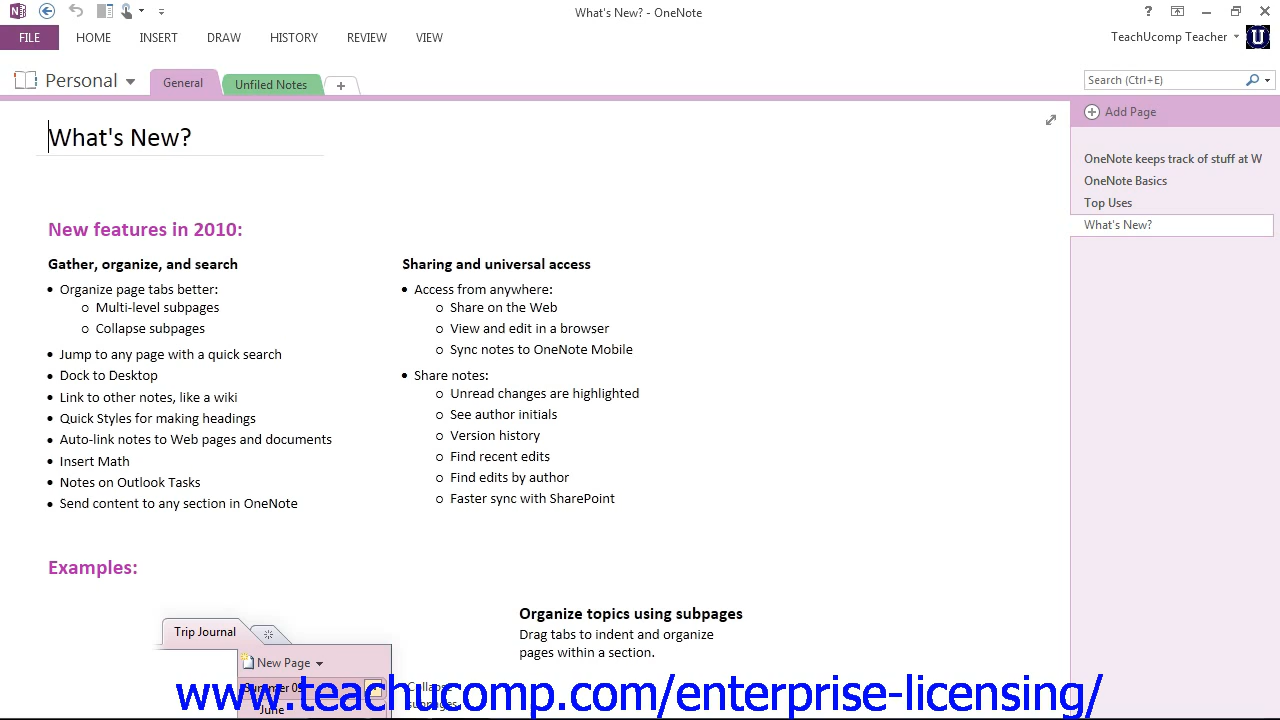 What's New? - OneNote
?
FILE HOME INSERT DRAW HISTORY REVIEW VIEW
TeachUcomp Teacher
U
Personal
General
Unfiled Notes
+
Search (Ctrl+E)
Add Page
OneNote keeps track of stuff at W
OneNote Basics
Top Uses
What's New?
What's New?
New features in 2010:
Gather, organize, and search
• Organize page tabs better:
o Multi-level subpages
o Collapse subpages
• Jump to any page with a quick search
• Dock to Desktop
• Link to other notes, like a wiki
• Quick Styles for making headings
• Auto-link notes to Web pages and documents
• Insert Math
• Notes on Outlook Tasks
• Send content to any section in OneNote
Sharing and universal access
• Access from anywhere:
o Share on the Web
o View and edit in a browser
o Sync notes to OneNote Mobile
• Share notes:
o Unread changes are highlighted
o See author initials
o Version history
o Find recent edits
o Find edits by author
o Faster sync with SharePoint
Examples:
Trip Journal
New Page
Summer
June
Organize topics using subpages
Drag tabs to indent and organize
pages within a section.
www.teachucomp.com/enterprise-licensing/